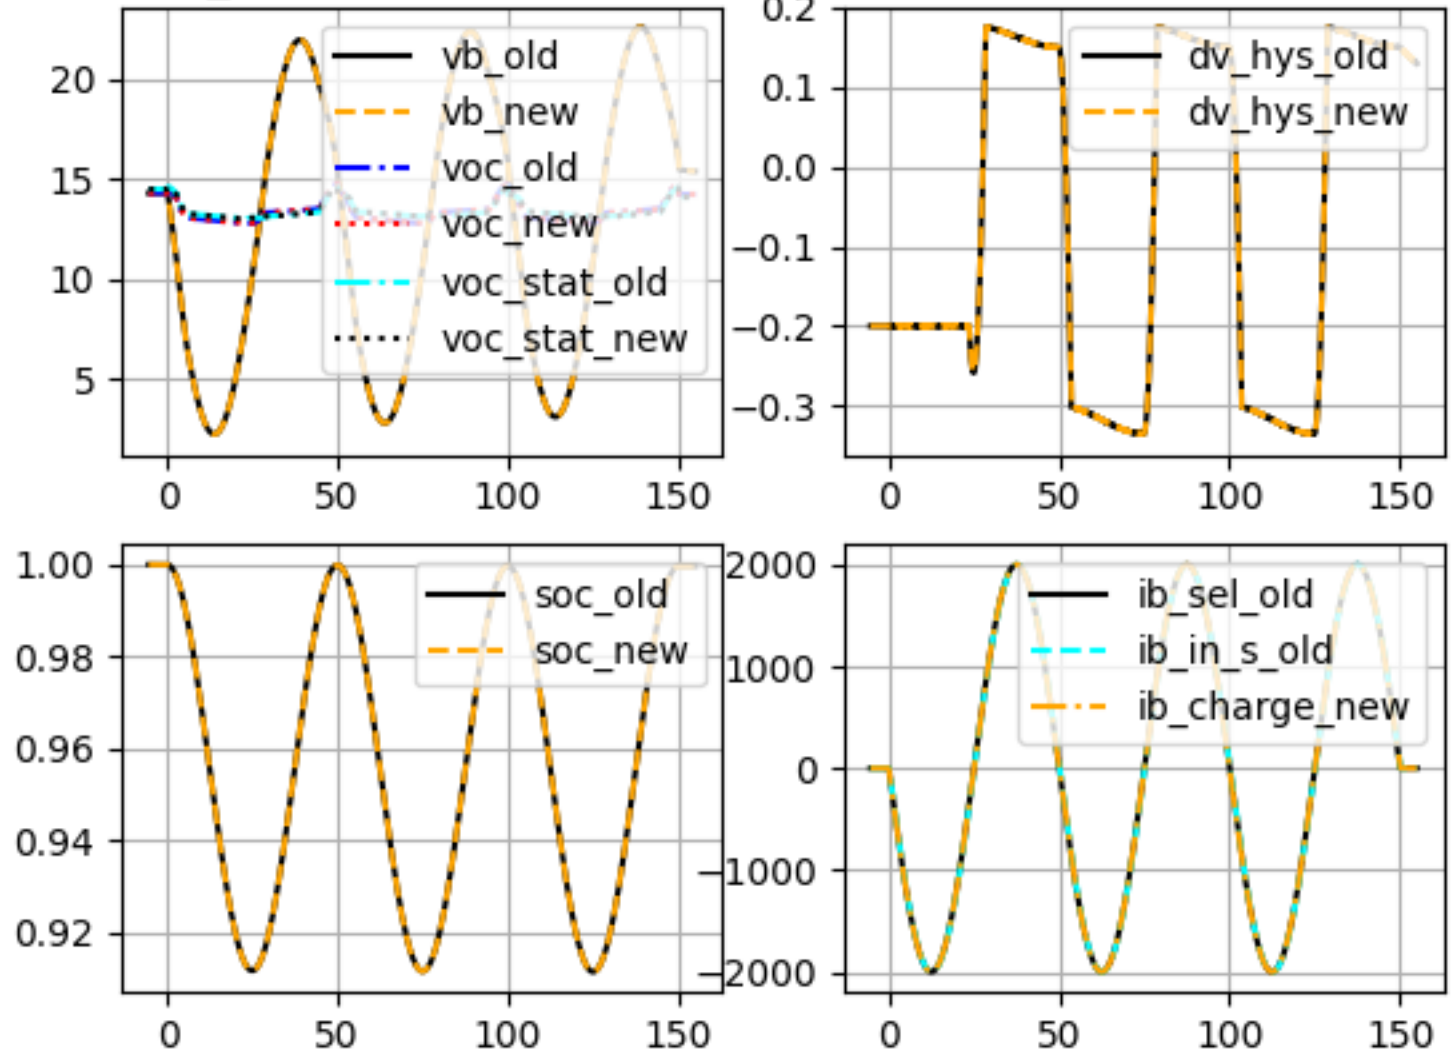 vb_old
vb_new
voc_old
voc_new
voc_stat_old
voc_stat_new
20
15
10
5
0 50 100 150
dv_hys_old
dv_hys_new
0.2
0.1
0.0
−0.1
−0.2
−0.3
0 50 100 150
soc_old
soc_new
1.00
0.98
0.96
0.94
0.92
0 50 100 150
ib_sel_old
ib_in_s_old
ib_charge_new
2000
1000
0
−1000
−2000
0 50 100 150